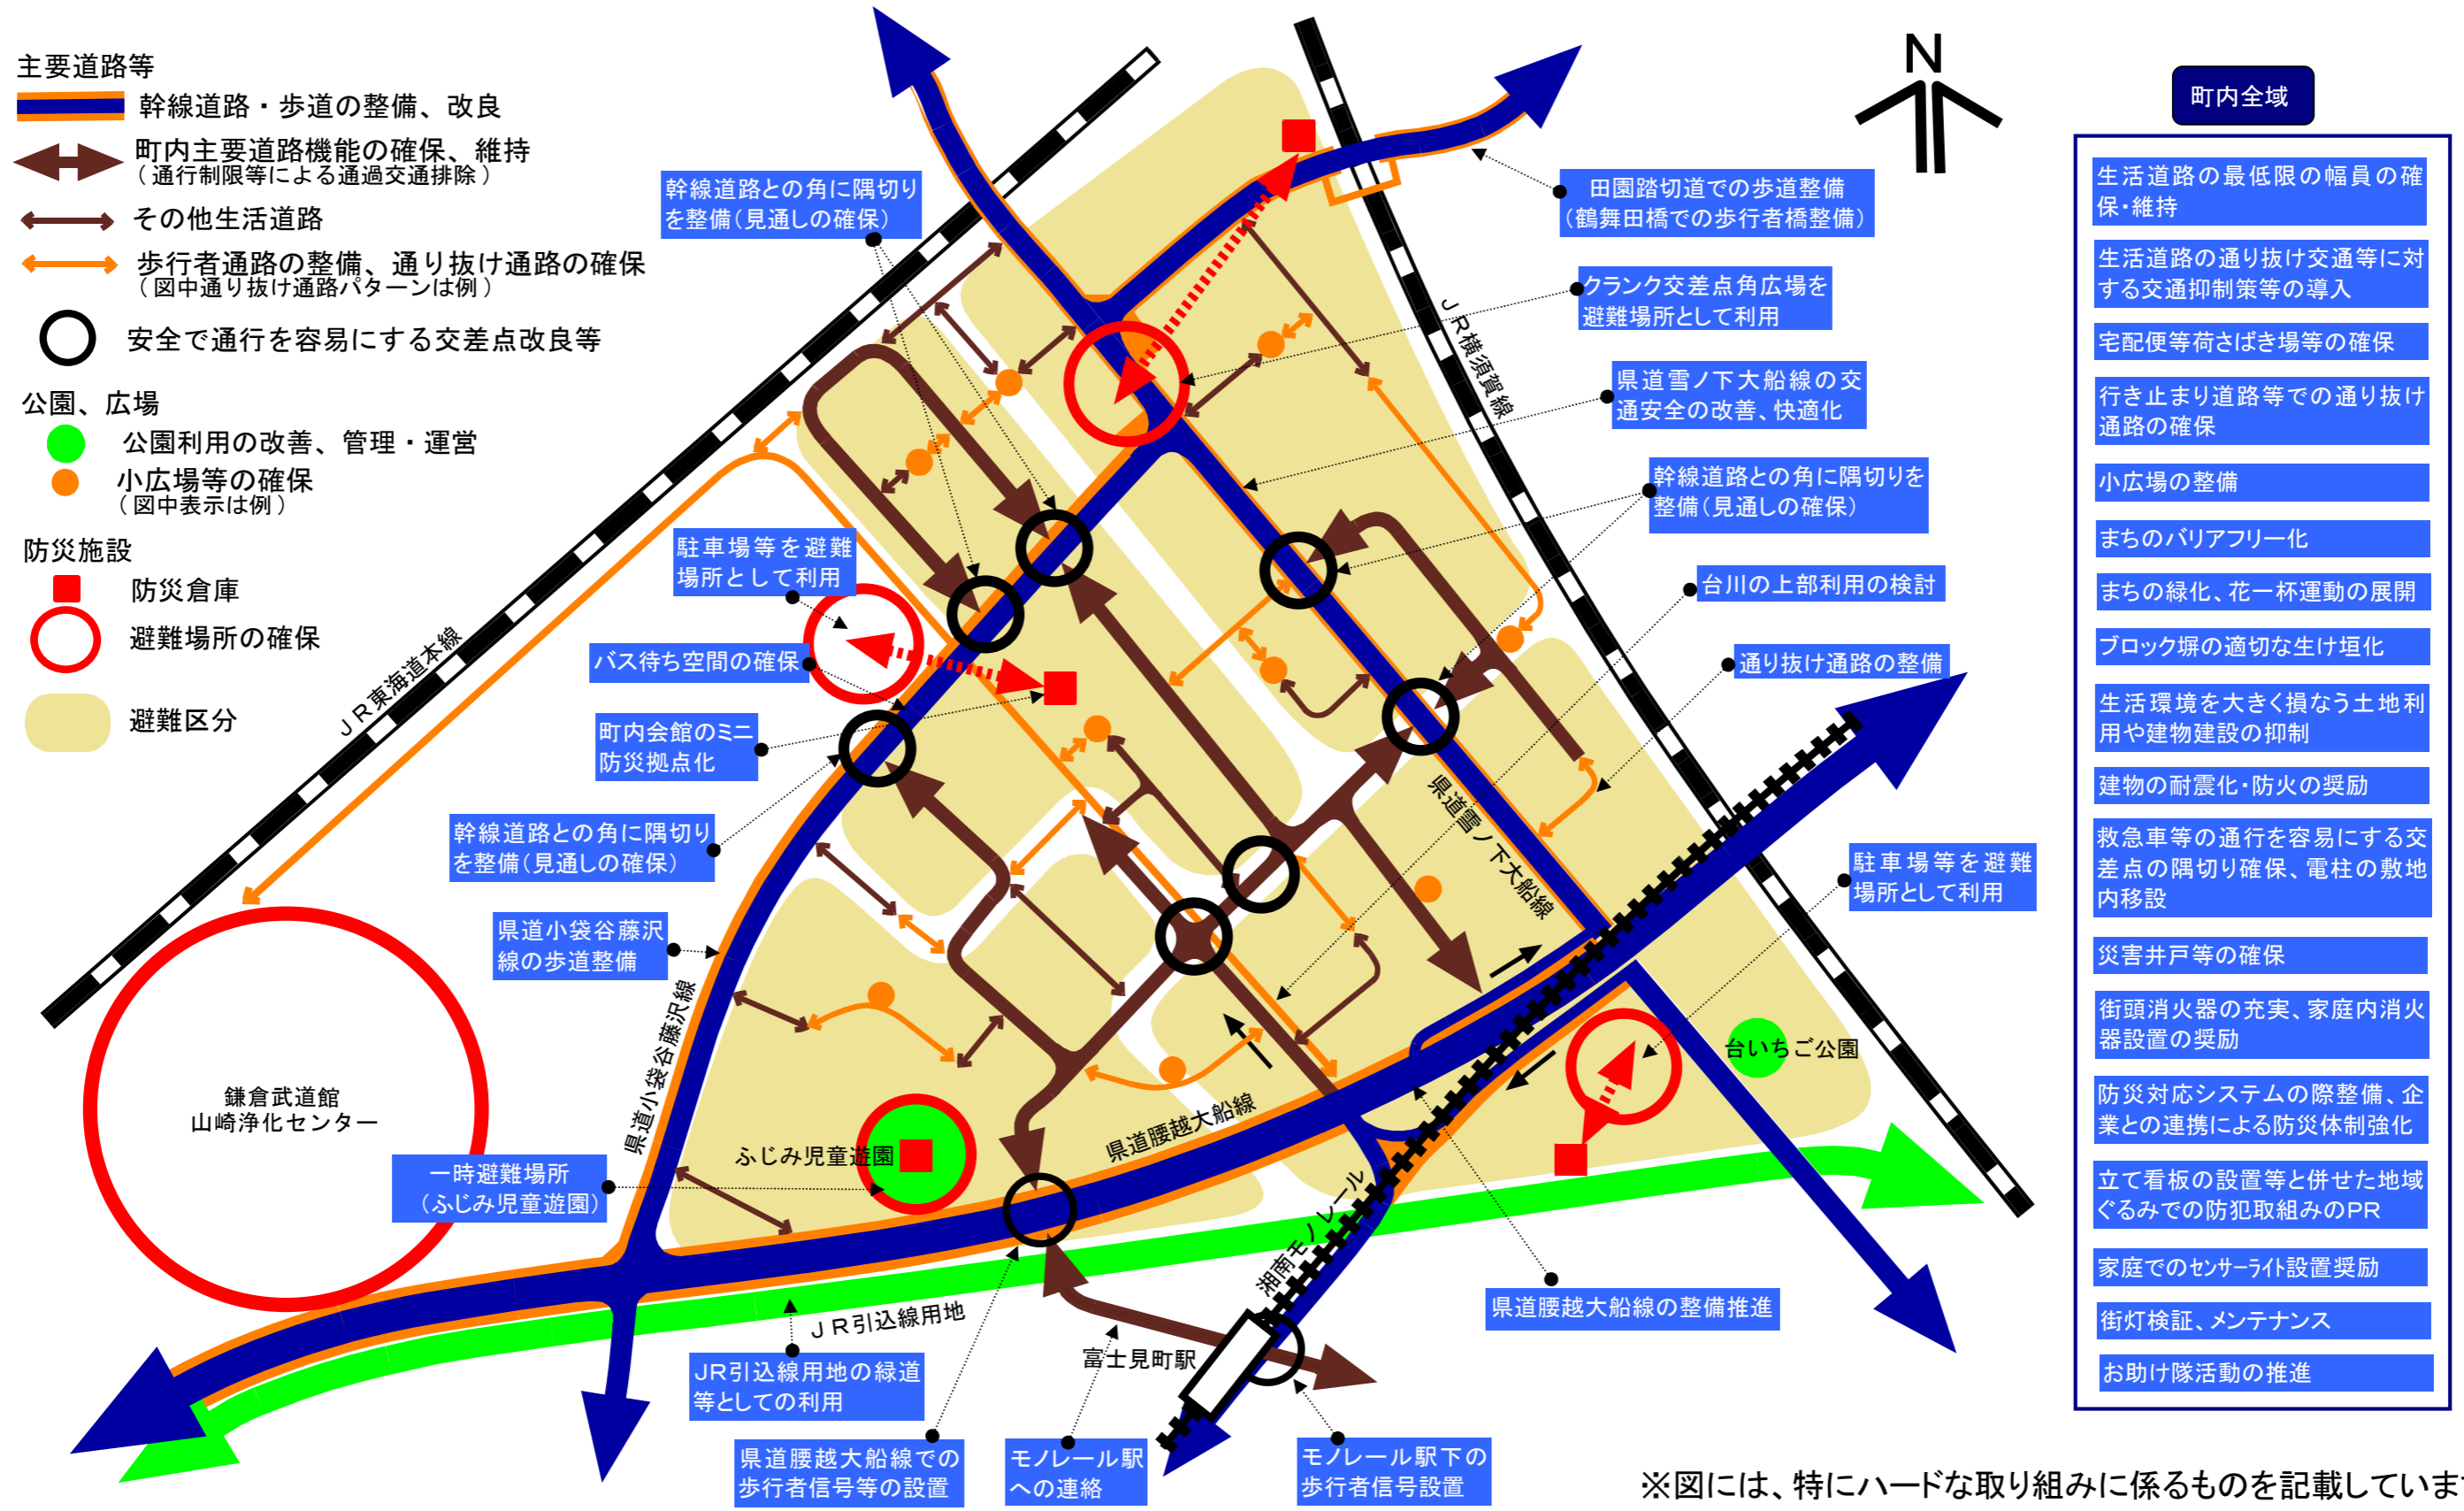 主要道路等
幹線道路・歩道の整備、改良
町内主要道路機能の確保、維持
（通行制限等による通過交通排除）
その他生活道路
歩行者通路の整備、通り抜け通路の確保
（図中通り抜け通路パターンは例）
安全で通行を容易にする交差点改良等
公園、広場
公園利用の改善、管理・運営
小広場等の確保
（図中表示は例）
防災施設
防災倉庫
避難場所の確保
避難区分
N
幹線道路との角に隅切り
を整備（見通しの確保）
田園踏切道での歩道整備
（鶴舞田橋での歩行者橋整備）
クランク交差点角広場を
避難場所として利用
県道雪ノ下大船線の交
通安全の改善、快適化
幹線道路との角に隅切りを
整備（見通しの確保）
台川の上部利用の検討
通り抜け通路の整備
駐車場等を避難
場所として利用
駐車場等を避難
場所として利用
バス待ち空間の確保
町内会館のミニ
防災拠点化
幹線道路との角に隅切り
を整備（見通しの確保）
県道小袋谷藤沢
線の歩道整備
一時避難場所
（ふじみ児童遊園）
JR引込線用地の緑道
等としての利用
県道腰越大船線での
歩行者信号等の設置
モノレール駅
への連絡
モノレール駅下の
歩行者信号設置
県道腰越大船線の整備推進
ＪＲ東海道本線
ＪＲ横須賀線
県道雪ノ下大船線
県道小袋谷藤沢線
県道腰越大船線
湘南モノレール
ＪＲ引込線用地
富士見町駅
鎌倉武道館
山崎浄化センター
ふじみ児童遊園
台いちご公園
町内全域
生活道路の最低限の幅員の確
保・維持
生活道路の通り抜け交通等に対
する交通抑制策等の導入
宅配便等荷さばき場等の確保
行き止まり道路等での通り抜け
通路の確保
小広場の整備
まちのバリアフリー化
まちの緑化、花一杯運動の展開
ブロック塀の適切な生け垣化
生活環境を大きく損なう土地利
用や建物建設の抑制
建物の耐震化・防火の奨励
救急車等の通行を容易にする交
差点の隅切り確保、電柱の敷地
内移設
災害井戸等の確保
街頭消火器の充実、家庭内消火
器設置の奨励
防災対応システムの際整備、企
業との連携による防災体制強化
立て看板の設置等と併せた地域
ぐるみでの防犯取組みのPR
家庭でのセンサーライト設置奨励
街灯検証、メンテナンス
お助け隊活動の推進
※図には、特にハードな取り組みに係るものを記載していま